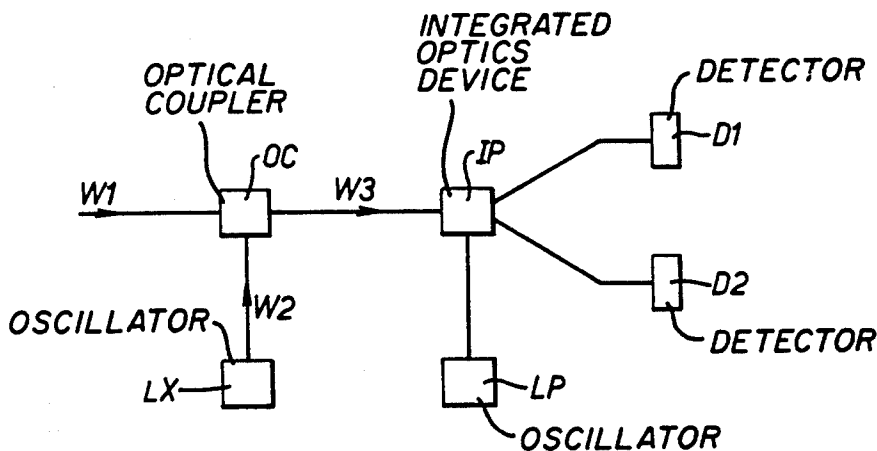 INTEGRATED
OPTICS
DEVICE
OPTICAL
COUPLER
DETECTOR
D1
OC
IP
W1
W3
W2
D2
DETECTOR
OSCILLATOR
LX
LP
OSCILLATOR